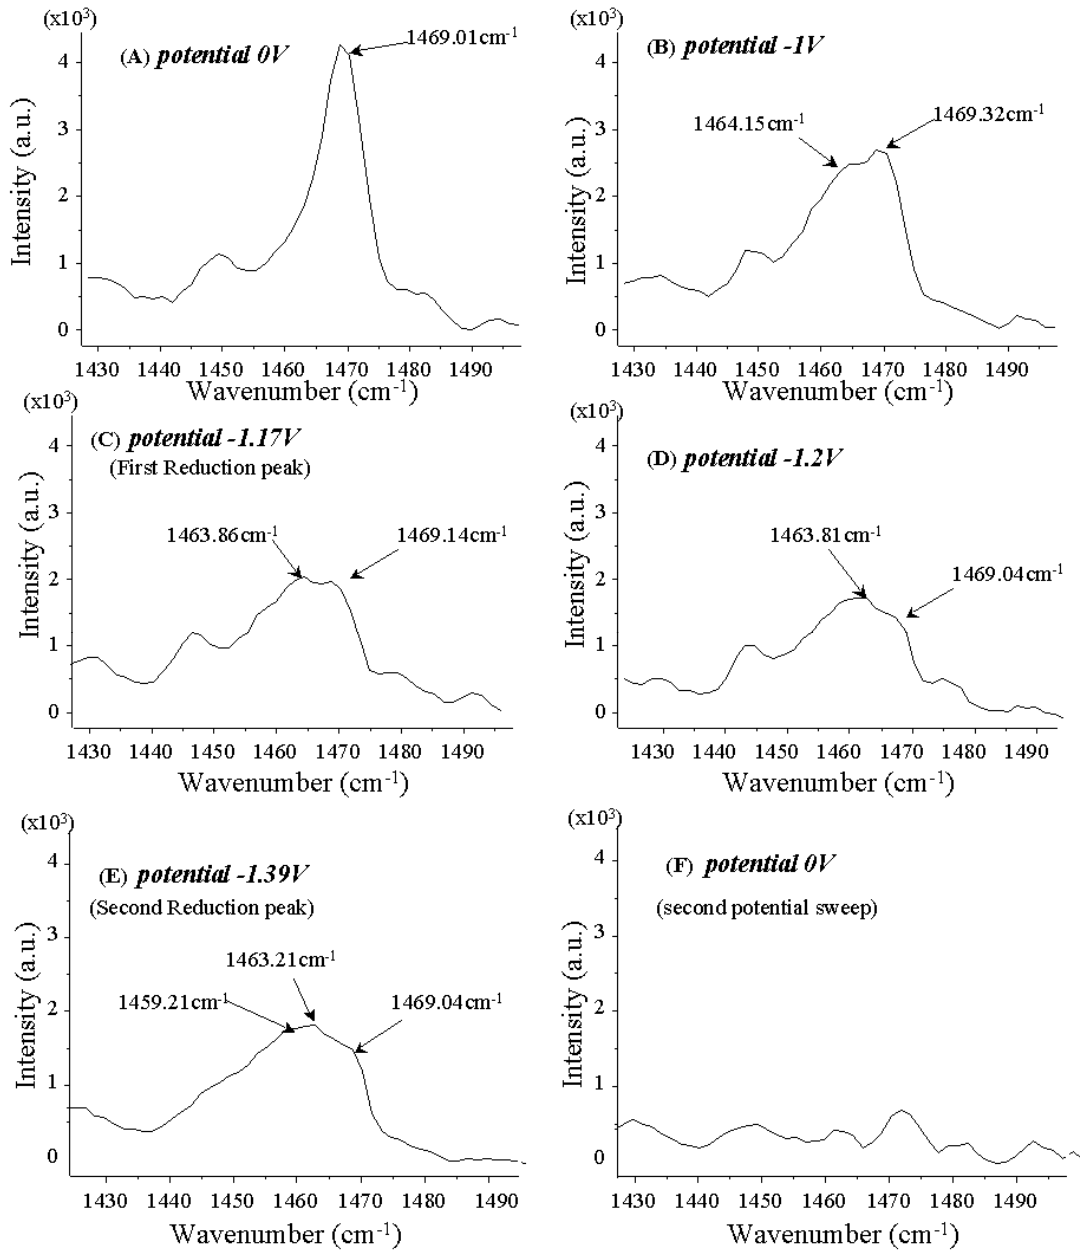 (x10³)
(A) potential 0V
1469.01cm⁻¹
Intensity (a.u.)
4
3
2
1
0
1430 1440 1450 1460 1470 1480 1490
Wavenumber (cm⁻¹)
(x10³)
(B) potential -1V
1464.15cm⁻¹
1469.32cm⁻¹
Intensity (a.u.)
4
3
2
1
0
1430 1440 1450 1460 1470 1480 1490
Wavenumber (cm⁻¹)
(x10³)
(C) potential -1.17V
(First Reduction peak)
1463.86cm⁻¹
1469.14cm⁻¹
Intensity (a.u.)
4
3
2
1
0
1430 1440 1450 1460 1470 1480 1490
Wavenumber (cm⁻¹)
(x10³)
(D) potential -1.2V
1463.81cm⁻¹
1469.04cm⁻¹
Intensity (a.u.)
4
3
2
1
0
1430 1440 1450 1460 1470 1480 1490
Wavenumber (cm⁻¹)
(x10³)
(E) potential -1.39V
(Second Reduction peak)
1463.21cm⁻¹
1459.21cm⁻¹
1469.04cm⁻¹
Intensity (a.u.)
4
3
2
1
0
1430 1440 1450 1460 1470 1480 1490
Wavenumber (cm⁻¹)
(x10³)
(F) potential 0V
(second potential sweep)
Intensity (a.u.)
4
3
2
1
0
1430 1440 1450 1460 1470 1480 1490
Wavenumber (cm⁻¹)